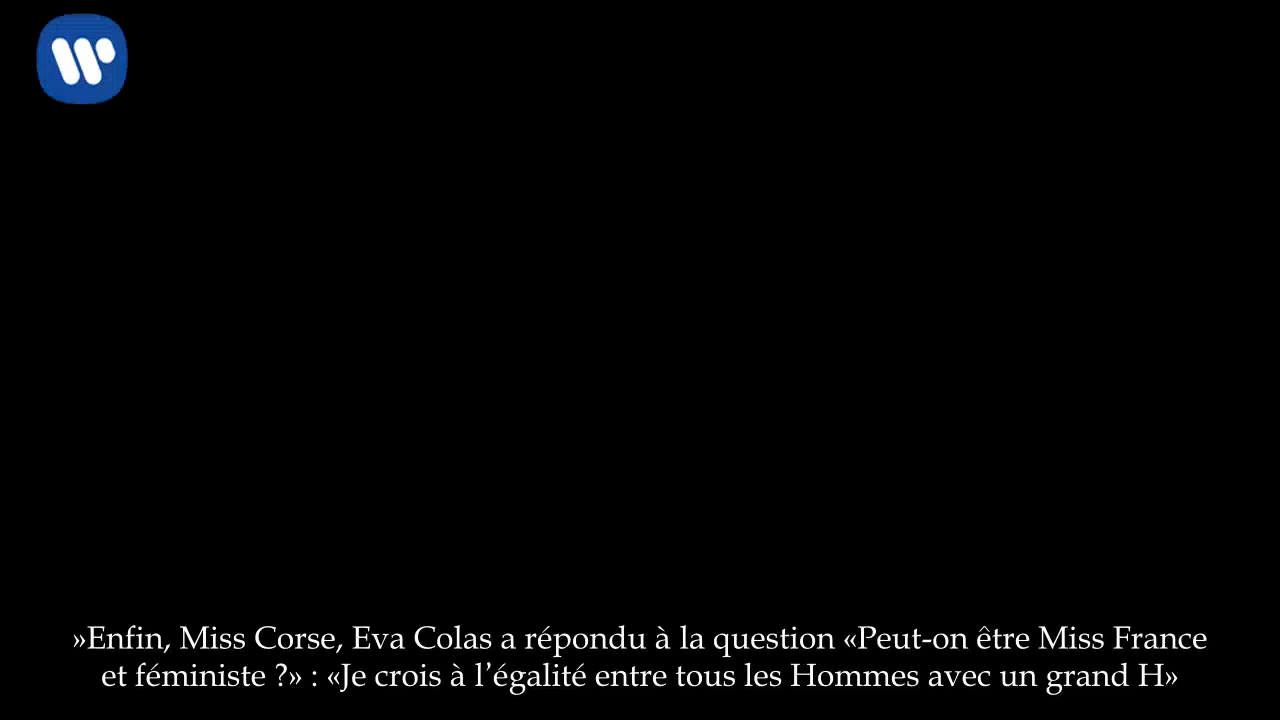 »Enfin, Miss Corse, Eva Colas a répondu à la question «Peut-on être Miss France
et féministe ?» : «Je crois à l’égalité entre tous les Hommes avec un grand H»